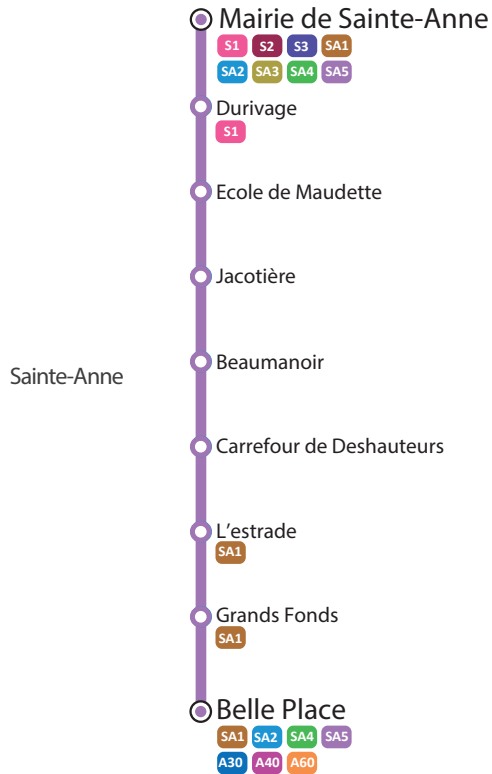 Mairie de Sainte-Anne
S1 S2 S3 SA1
SA2 SA3 SA4 SA5
Durivage
S1
Ecole de Maudette
Jacotière
Beaumanoir
Sainte-Anne
Carrefour de Deshauteurs
L'estrade
SA1
Grands Fonds
SA1
Belle Place
SA1 SA2 SA4 SA5
A30 A40 A60